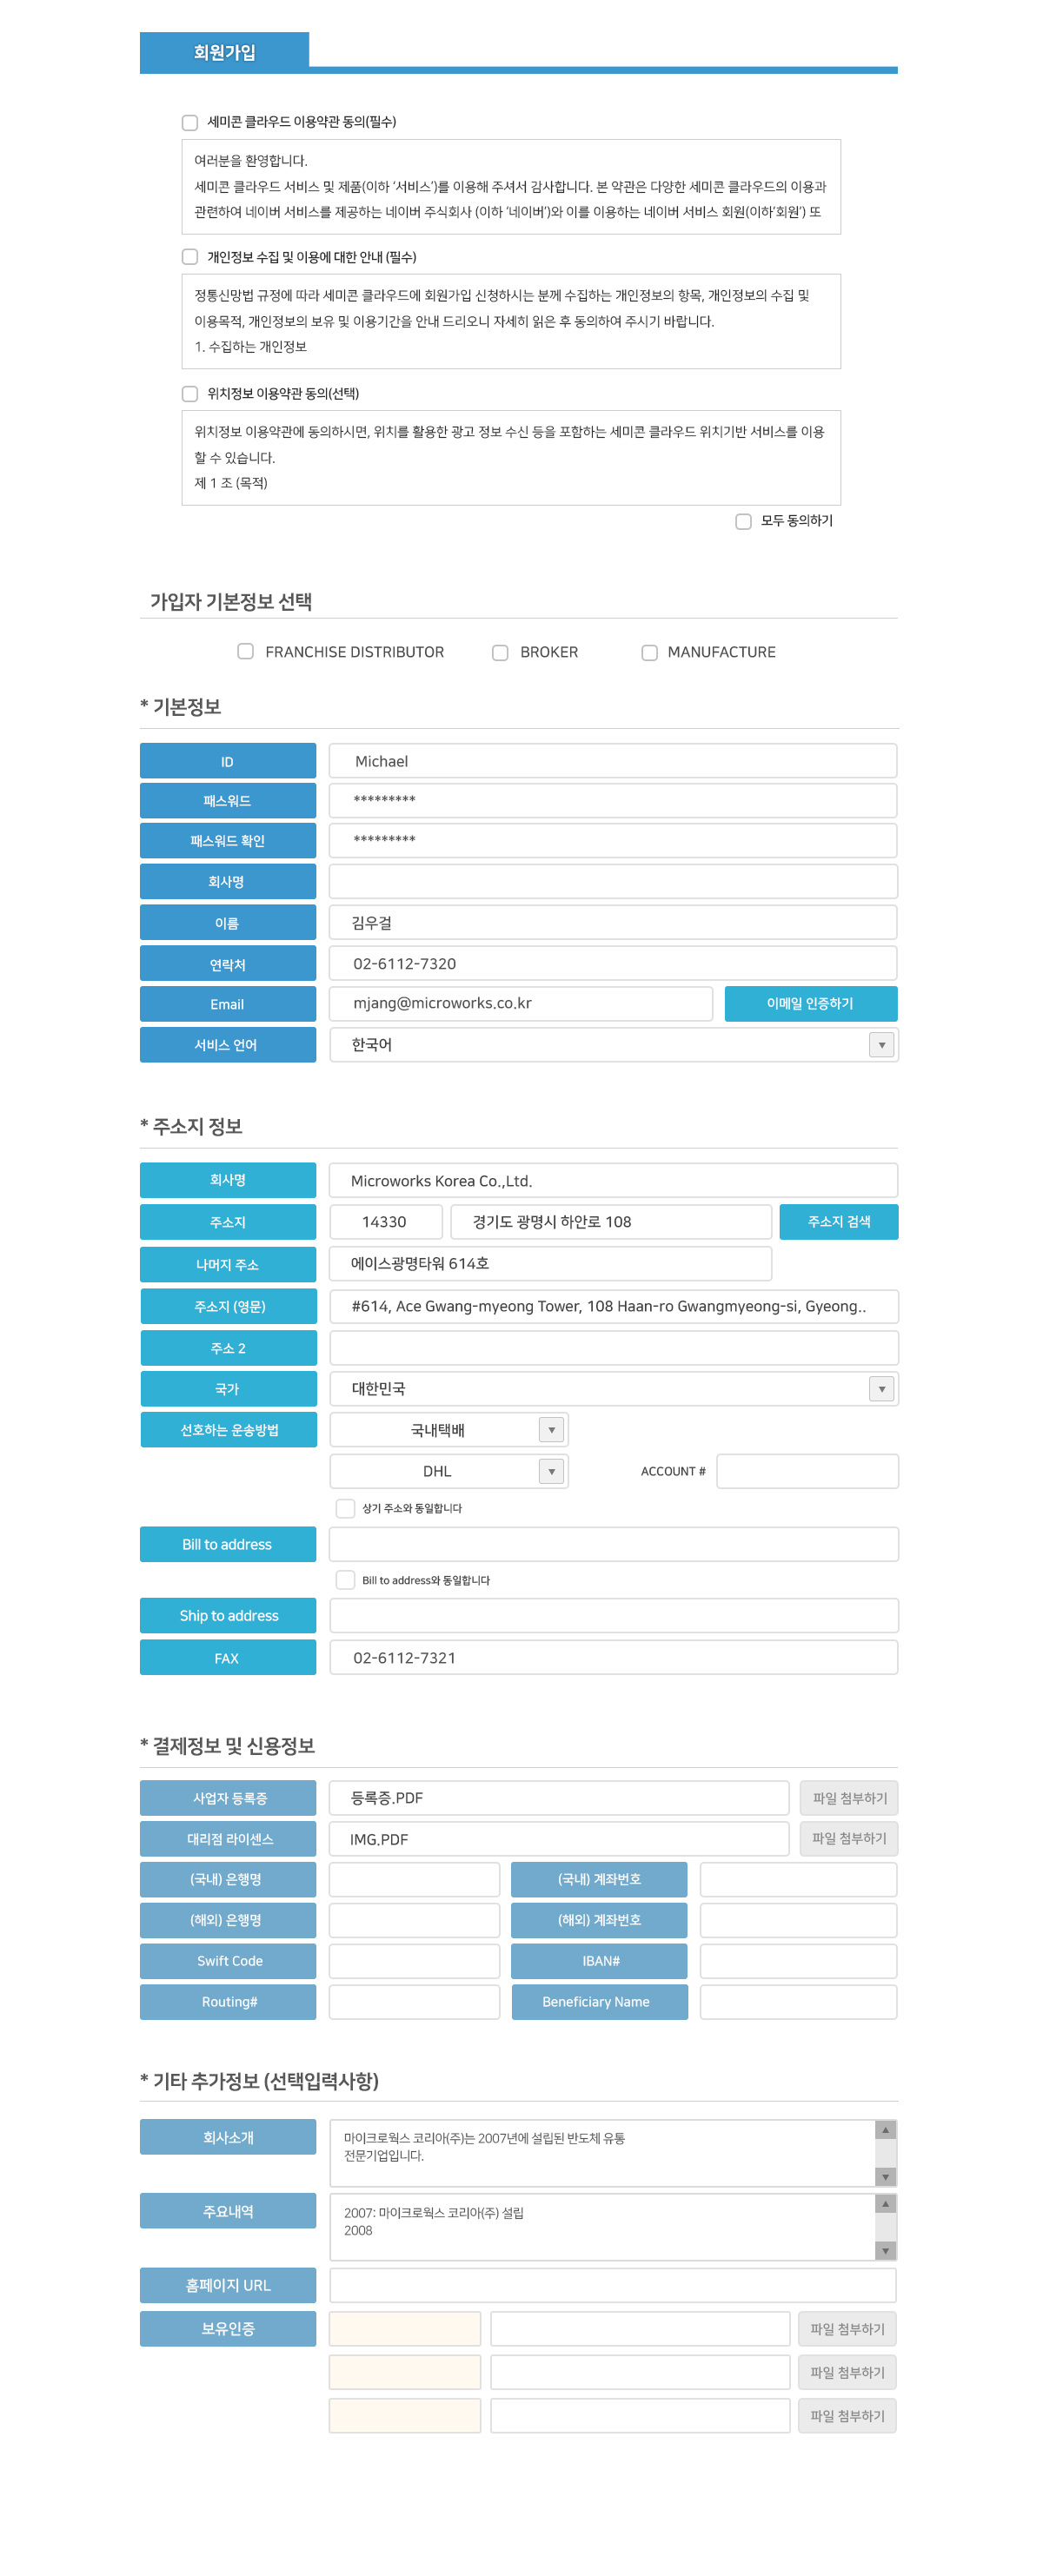 회원가입
세미콘 클라우드 이용약관 동의(필수)
여러분을 환영합니다.
세미콘 클라우드 서비스 및 제품(이하 ‘서비스’)를 이용해 주셔서 감사합니다. 본 약관은 다양한 세미콘 클라우드의 이용과
관련하여 네이버 서비스를 제공하는 네이버 주식회사 (이하 ‘네이버’)와 이를 이용하는 네이버 서비스 회원(이하‘회원’) 또
개인정보 수집 및 이용에 대한 안내 (필수)
정통신망법 규정에 따라 세미콘 클라우드에 회원가입 신청하시는 분께 수집하는 개인정보의 항목, 개인정보의 수집 및
이용목적, 개인정보의 보유 및 이용기간을 안내 드리오니 자세히 읽은 후 동의하여 주시기 바랍니다.
1. 수집하는 개인정보
위치정보 이용약관 동의(선택)
위치정보 이용약관에 동의하시면, 위치를 활용한 광고 정보 수신 등을 포함하는 세미콘 클라우드 위치기반 서비스를 이용
할 수 있습니다.
제 1 조 (목적)
모두 동의하기
가입자 기본정보 선택
FRANCHISE DISTRIBUTOR BROKER MANUFACTURE
* 기본정보
ID Michael
패스워드 *********
패스워드 확인 *********
회사명
이름 김우걸
연락처 02-6112-7320
Email mjang@microworks.co.kr 이메일 인증하기
서비스 언어 한국어 ▼
* 주소지 정보
회사명 Microworks Korea Co.,Ltd.
주소지 14330 경기도 광명시 하안로 108 주소지 검색
나머지 주소 에이스광명타워 614호
주소지 (영문) #614, Ace Gwang-myeong Tower, 108 Haan-ro Gwangmyeong-si, Gyeong..
주소 2
국가 대한민국 ▼
선호하는 운송방법 국내택배 ▼
DHL ▼ ACCOUNT #
상기 주소와 동일합니다
Bill to address
Bill to address와 동일합니다
Ship to address
FAX 02-6112-7321
* 결제정보 및 신용정보
사업자 등록증 등록증.PDF 파일 첨부하기
대리점 라이센스 IMG.PDF 파일 첨부하기
(국내) 은행명 (국내) 계좌번호
(해외) 은행명 (해외) 계좌번호
Swift Code IBAN#
Routing# Beneficiary Name
* 기타 추가정보 (선택입력사항)
회사소개 마이크로웍스 코리아(주)는 2007년에 설립된 반도체 유통
전문기업입니다.
주요내역 2007: 마이크로웍스 코리아(주) 설립
2008
홈페이지 URL
보유인증 파일 첨부하기
파일 첨부하기
파일 첨부하기